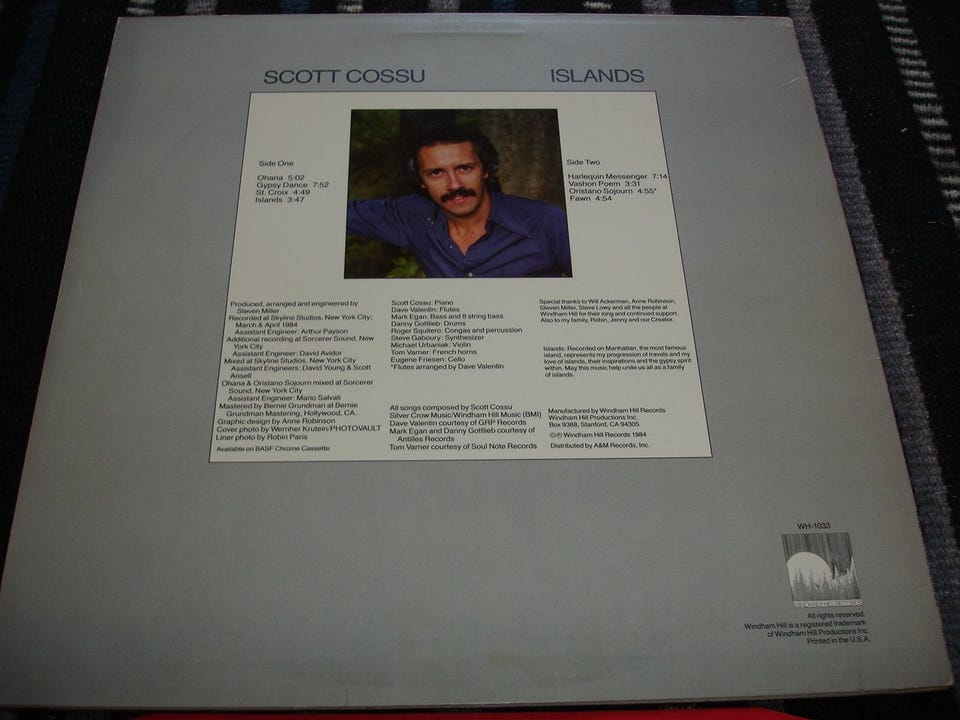 SCOTT COSSU ISLANDS
Side One
Ohana 5:02
Gypsy Dance 7:52
St. Croix 4:49
Islands 3:47
Side Two
Harlequin Messenger 7:14
Vashon Poem 3:31
Oristano Sojourn 4:55*
Fawn 4:54
Produced, arranged and engineered by
Steven Miller
Recorded at Skyline Studios, New York City;
March & April 1984
Assistant Engineer: Arthur Payson
Additional recording at Sorcerer Sound, New
York City
Assistant Engineer: David Avidor
Mixed at Skyline Studios, New York City
Assistant Engineers: David Young & Scott
Ansell
Ohana & Oristano Sojourn mixed at Sorcerer
Sound, New York City
Assistant Engineer: Mario Salvati
Mastered by Bernie Grundman at Bernie
Grundman Mastering, Hollywood, CA.
Graphic design by Anne Robinson
Cover photo by Wernher Krutein/PHOTOVAULT
Liner photo by Robin Paris
Available on BASF Chrome Cassette.
Scott Cossu: Piano
Dave Valentin: Flutes
Mark Egan: Bass and 8 string bass
Danny Gottlieb: Drums
Roger Squitero: Congas and percussion
Steve Gaboury: Synthesizer
Michael Urbaniak: Violin
Tom Varner: French horns
Eugene Friesen: Cello
*Flutes arranged by Dave Valentin
All songs composed by Scott Cossu
Silver Crow Music/Windham Hill Music (BMI)
Dave Valentin courtesy of GRP Records
Mark Egan and Danny Gottlieb courtesy of
Antilles Records
Tom Varner courtesy of Soul Note Records
Special thanks to Will Ackerman, Anne Robinson,
Steven Miller, Steve Lowy and all the people at
Windham Hill for their long and continued support.
Also to my family, Robin, Jenny and our Creator.
Islands: Recorded on Manhattan, the most famous
island, represents my progression of travels and my
love of islands, their inspirations and the gypsy spirit
within. May this music help unite us all as a family
of islands.
Manufactured by Windham Hill Records
Windham Hill Productions Inc.
Box 9388, Stanford, CA 94305
©℗ Windham Hill Records 1984
Distributed by A&M Records, Inc.
WH-1033
WINDHAM HILL RECORDS
All rights reserved.
Windham Hill is a registered trademark
of Windham Hill Productions Inc.
Printed in the U.S.A.